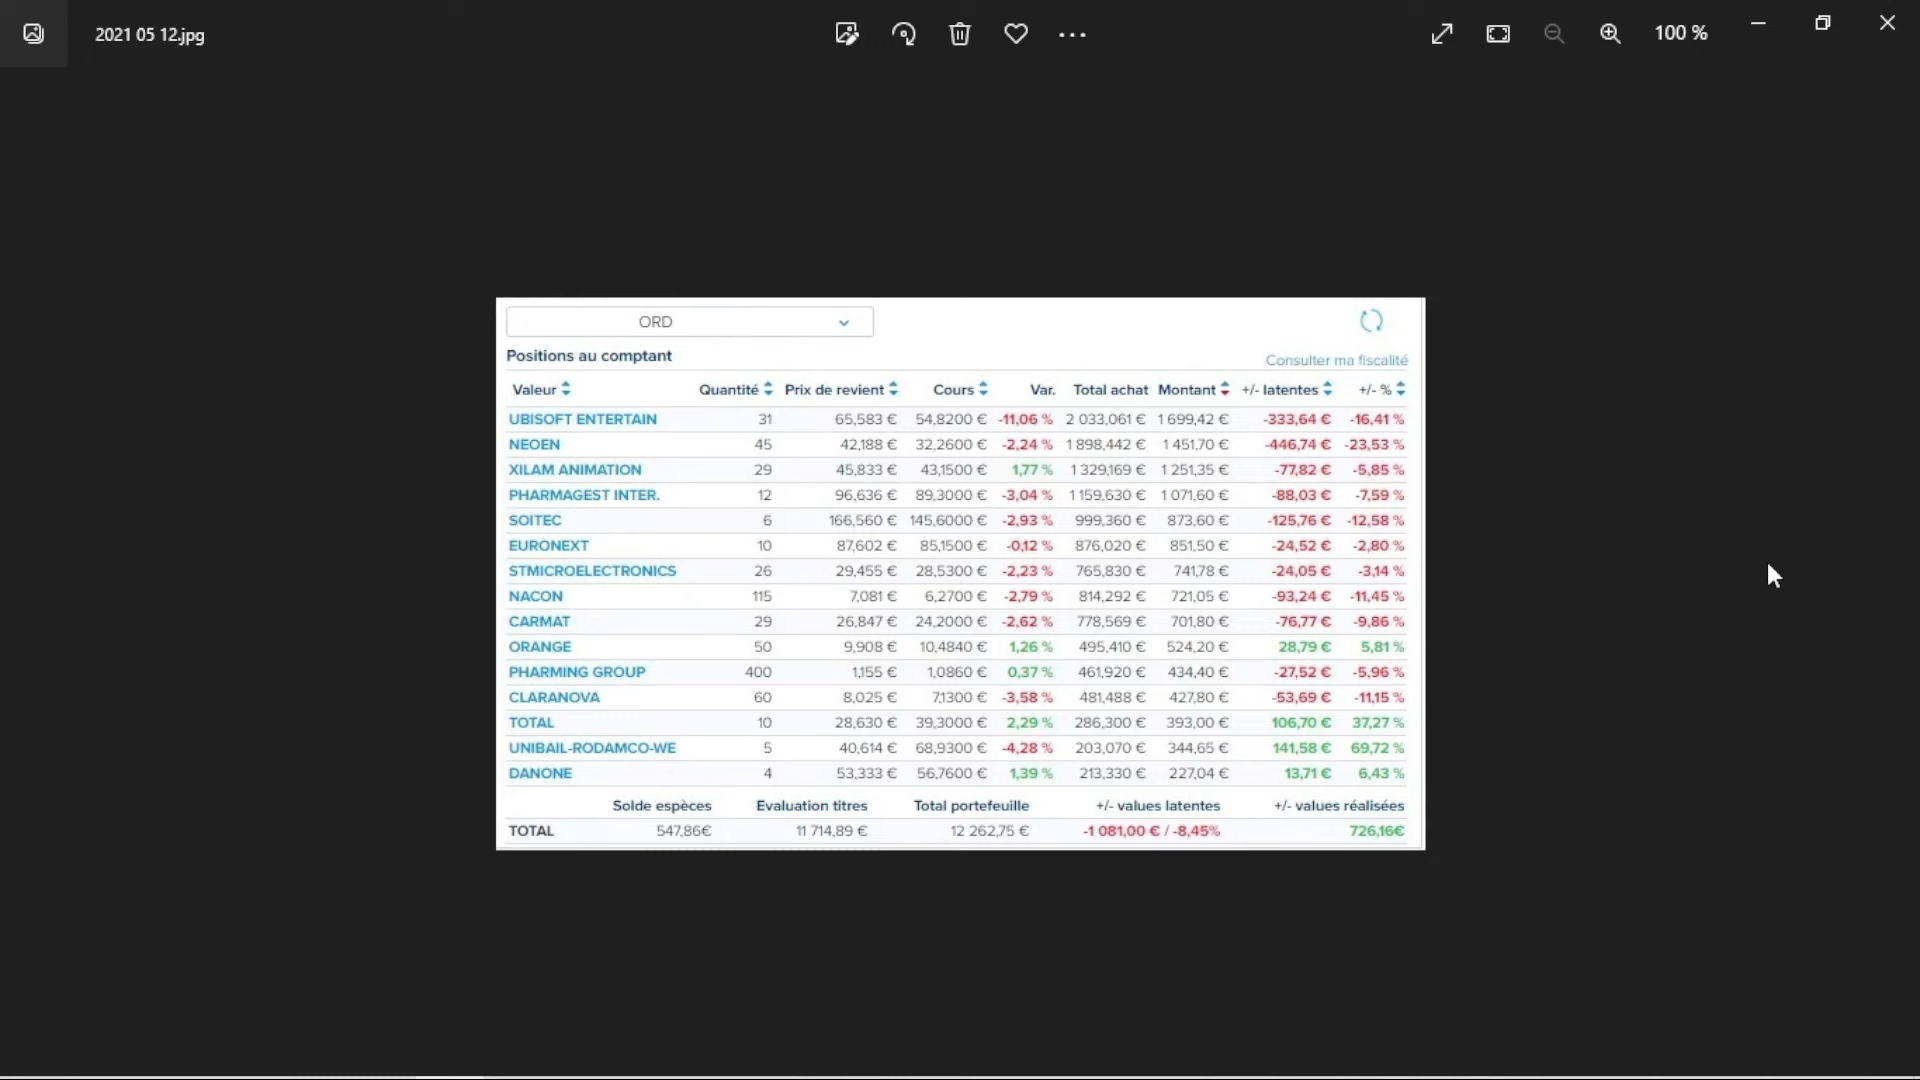 2021 05 12.jpg
100 %
ORD
Positions au comptant
Consulter ma fiscalité
Valeur Quantité Prix de revient Cours Var. Total achat Montant +/- latentes +/- %
UBISOFT ENTERTAIN 31 65,583 € 54,8200 € -11,06 % 2 033,061 € 1 699,42 € -333,64 € -16,41 %
NEOEN 45 42,188 € 32,2600 € -2,24 % 1 898,442 € 1 451,70 € -446,74 € -23,53 %
XILAM ANIMATION 29 45,833 € 43,1500 € 1,77 % 1 329,169 € 1 251,35 € -77,82 € -5,85 %
PHARMAGEST INTER. 12 96,636 € 89,3000 € -3,04 % 1 159,630 € 1 071,60 € -88,03 € -7,59 %
SOITEC 6 166,560 € 145,6000 € -2,93 % 999,360 € 873,60 € -125,76 € -12,58 %
EURONEXT 10 87,602 € 85,1500 € -0,12 % 876,020 € 851,50 € -24,52 € -2,80 %
STMICROELECTRONICS 26 29,455 € 28,5300 € -2,23 % 765,830 € 741,78 € -24,05 € -3,14 %
NACON 115 7,081 € 6,2700 € -2,79 % 814,292 € 721,05 € -93,24 € -11,45 %
CARMAT 29 26,847 € 24,2000 € -2,62 % 778,569 € 701,80 € -76,77 € -9,86 %
ORANGE 50 9,908 € 10,4840 € 1,26 % 495,410 € 524,20 € 28,79 € 5,81 %
PHARMING GROUP 400 1,155 € 1,0860 € 0,37 % 461,920 € 434,40 € -27,52 € -5,96 %
CLARANOVA 60 8,025 € 7,1300 € -3,58 % 481,488 € 427,80 € -53,69 € -11,15 %
TOTAL 10 28,630 € 39,3000 € 2,29 % 286,300 € 393,00 € 106,70 € 37,27 %
UNIBAIL-RODAMCO-WE 5 40,614 € 68,9300 € -4,28 % 203,070 € 344,65 € 141,58 € 69,72 %
DANONE 4 53,333 € 56,7600 € 1,39 % 213,330 € 227,04 € 13,71 € 6,43 %
Solde espèces Evaluation titres Total portefeuille +/- values latentes +/- values réalisées
TOTAL 547,86€ 11 714,89 € 12 262,75 € -1 081,00 € / -8,45% 726,16€